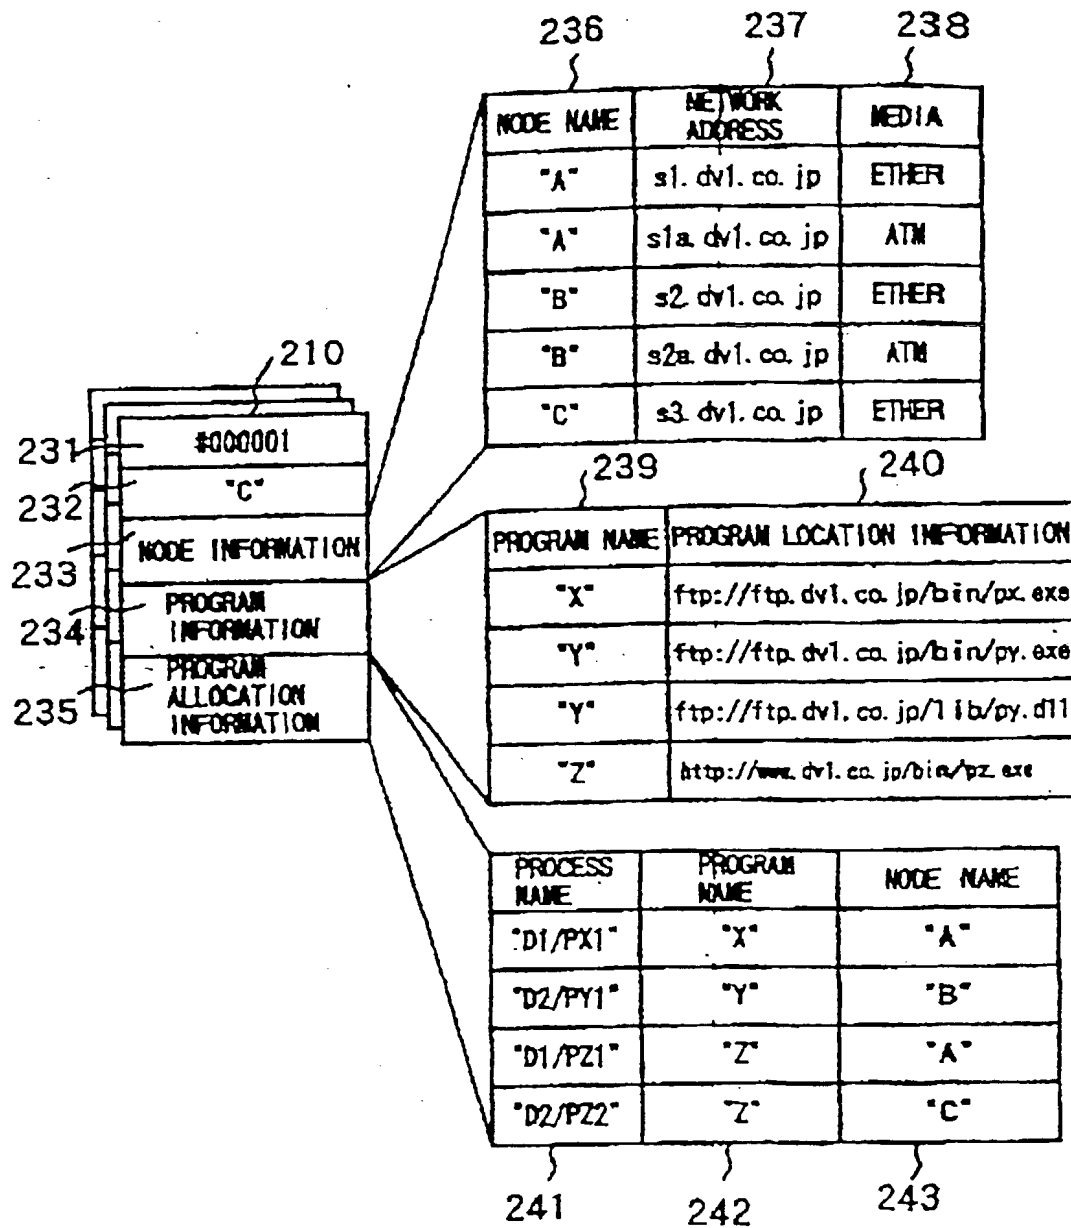 236 237 238
NODE NAME NETWORK ADDRESS MEDIA
"A" s1.dv1.co.jp ETHER
"A" s1a.dv1.co.jp ATM
"B" s2.dv1.co.jp ETHER
"B" s2a.dv1.co.jp ATM
"C" s3.dv1.co.jp ETHER
210
231 #000001
232 "C"
233 NODE INFORMATION
234 PROGRAM INFORMATION
235 PROGRAM ALLOCATION INFORMATION
239 240
PROGRAM NAME PROGRAM LOCATION INFORMATION
"X" ftp://ftp.dv1.co.jp/bin/px.exe
"Y" ftp://ftp.dv1.co.jp/bin/py.exe
"Y" ftp://ftp.dv1.co.jp/lib/py.dll
"Z" http://www.dv1.co.jp/bin/pz.exe
PROCESS NAME PROGRAM NAME NODE NAME
"D1/PX1" "X" "A"
"D2/PY1" "Y" "B"
"D1/PZ1" "Z" "A"
"D2/PZ2" "Z" "C"
241 242 243